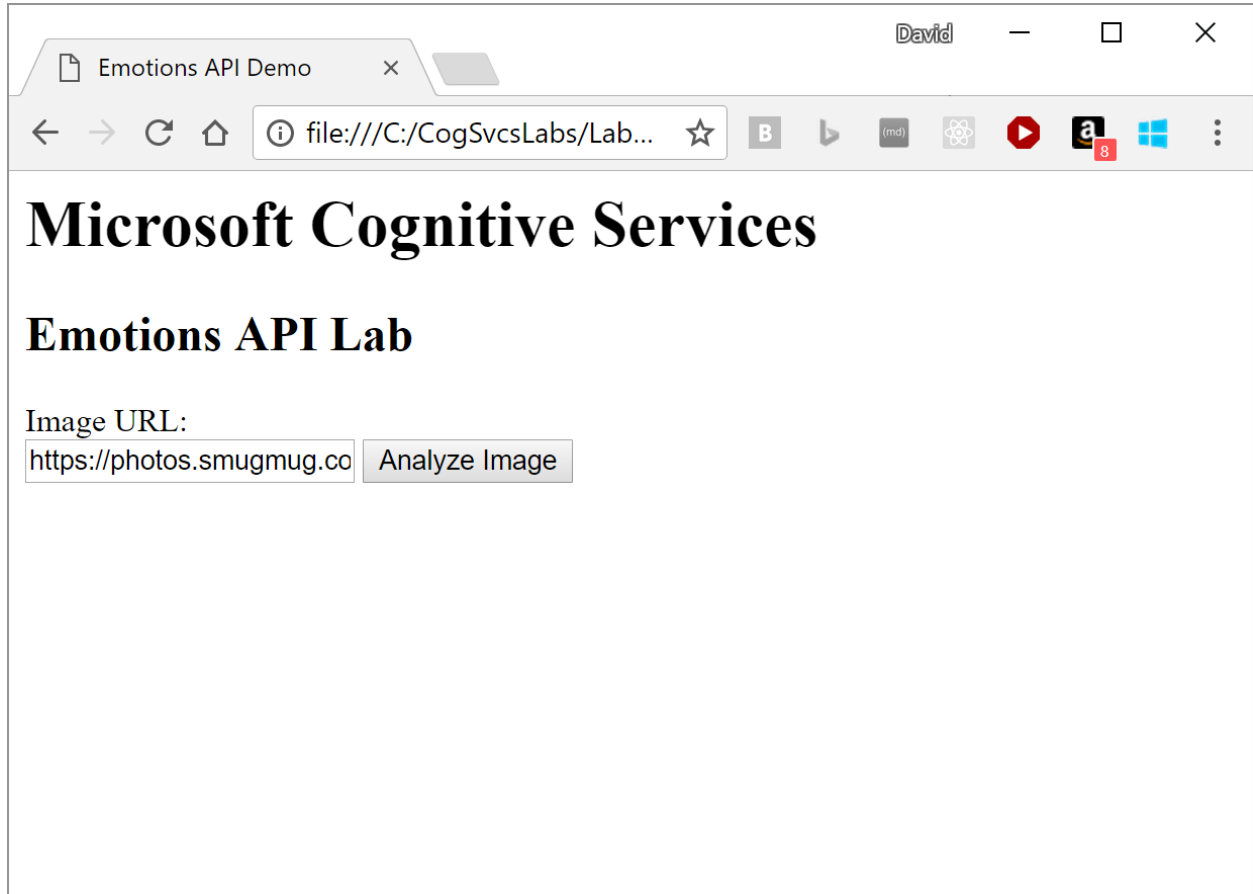 David
Emotions API Demo
file:///C:/CogSvcsLabs/Lab...
B
(md)
a
8
Microsoft Cognitive Services
Emotions API Lab
Image URL:
https://photos.smugmug.co Analyze Image